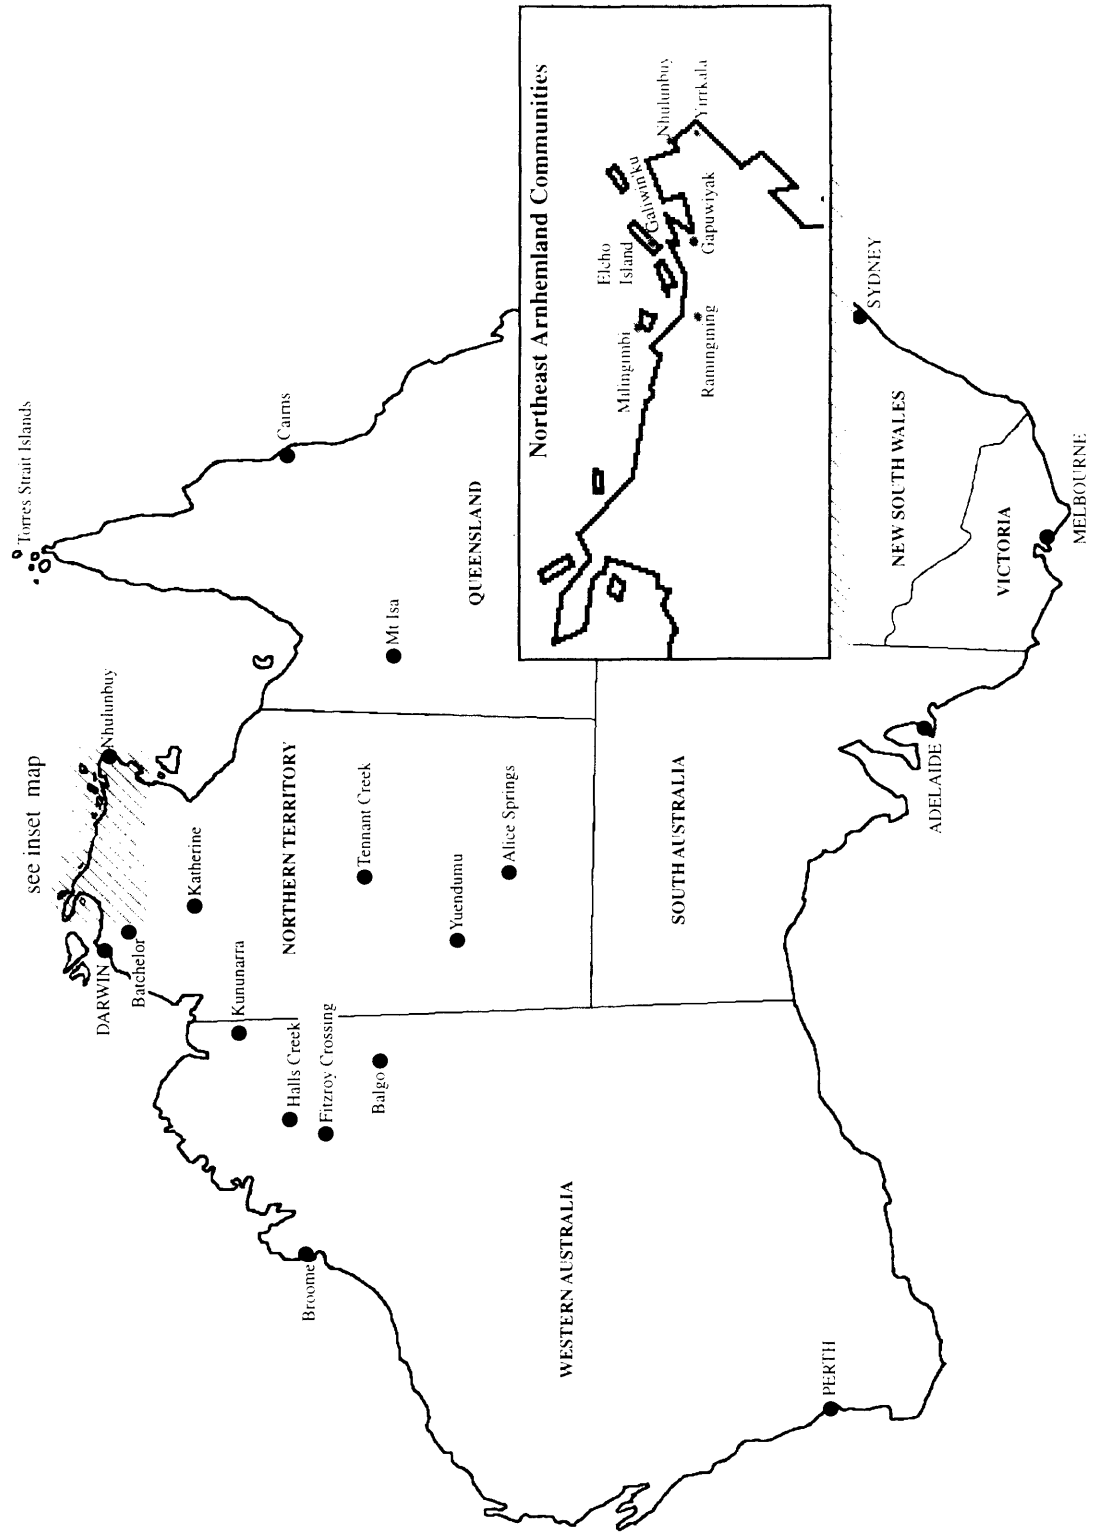 Torres Strait Islands
see inset map
Nhulunbuy
DARWIN
Batchelor
Katherine
Kununarra
Cairns
Halls Creek
Fitzroy Crossing
Broome
NORTHERN TERRITORY
Tennant Creek
Mt Isa
Balgo
Yuendumu
Alice Springs
QUEENSLAND
WESTERN AUSTRALIA
SOUTH AUSTRALIA
PERTH
ADELAIDE
NEW SOUTH WALES
SYDNEY
VICTORIA
MELBOURNE
Northeast Arnhemland Communities
Elcho
Island
Galiwin'ku
Nhulunbuy
Yirrkala
Milingimbi
Ramingining
Gapuwiyak